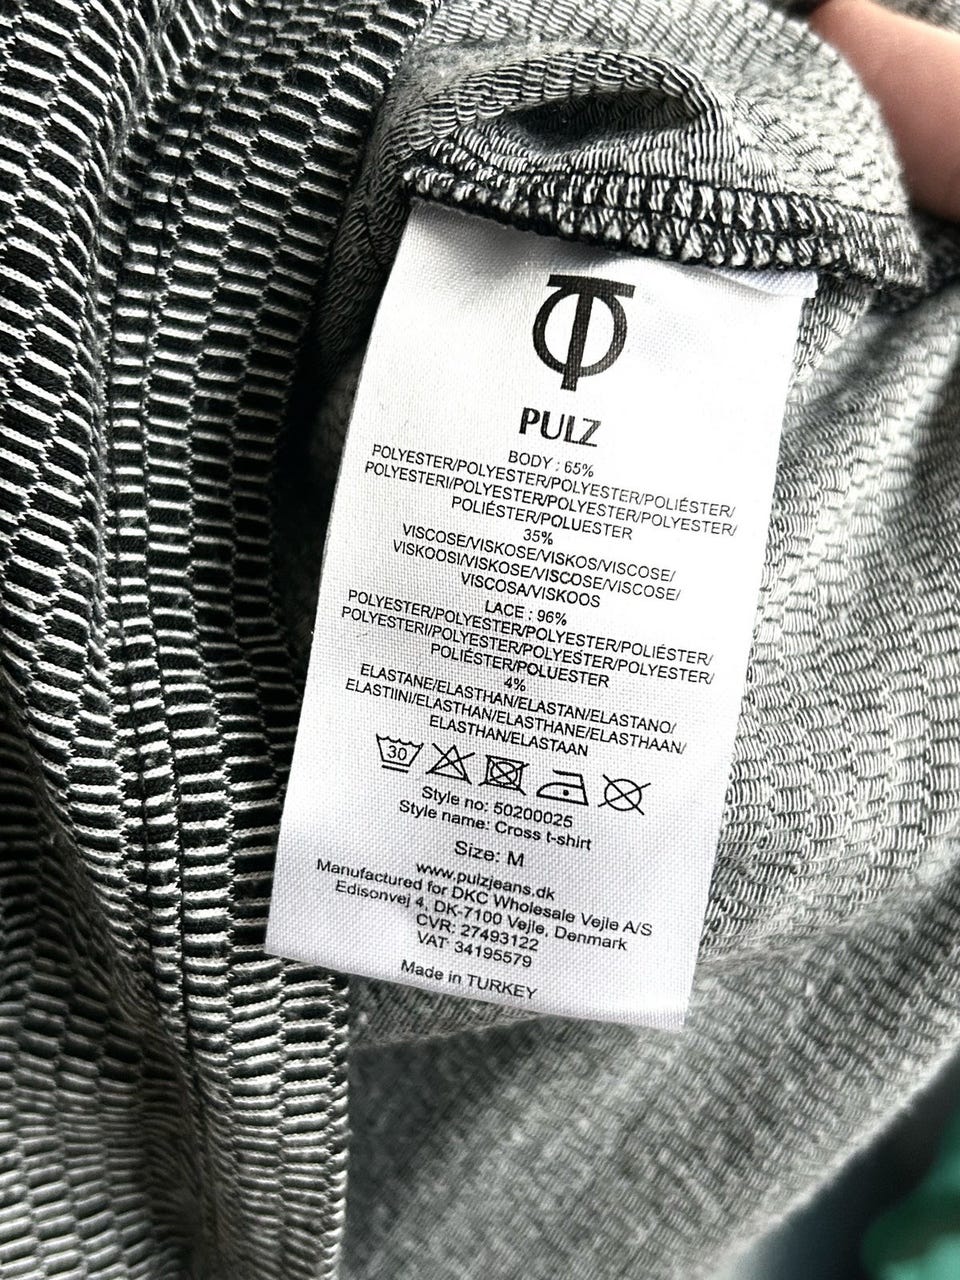 PULZ
BODY : 65%
POLYESTER/POLYESTER/POLYESTER/POLIÉSTER/
POLYESTERI/POLYESTER/POLYESTER/POLYESTER/
POLIÉSTER/POLUESTER
35%
VISCOSE/VISKOSE/VISKOS/VISCOSE/
VISKOOSI/VISKOSE/VISCOSE/VISCOSE/
VISCOSA/VISKOOS
LACE : 96%
POLYESTER/POLYESTER/POLYESTER/POLIÉSTER/
POLYESTERI/POLYESTER/POLYESTER/POLYESTER/
POLIÉSTER/POLUESTER
4%
ELASTANE/ELASTHAN/ELASTAN/ELASTANO/
ELASTIINI/ELASTHAN/ELASTHANE/ELASTHAAN/
ELASTHAN/ELASTAAN
30
Style no: 50200025
Style name: Cross t-shirt
Size: M
www.pulzjeans.dk
Manufactured for DKC Wholesale Vejle A/S
Edisonvej 4, DK-7100 Vejle, Denmark
CVR: 27493122
VAT 34195579
Made in TURKEY